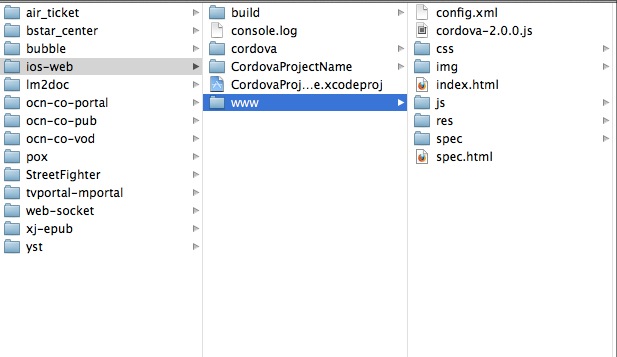 air_ticket
bstar_center
bubble
ios-web
lm2doc
ocn-co-portal
ocn-co-pub
ocn-co-vod
pox
StreetFighter
tvportal-mportal
web-socket
xj-epub
yst
build
console.log
cordova
CordovaProjectName
CordovaProj...e.xcodeproj
www
config.xml
cordova-2.0.0.js
css
img
index.html
js
res
spec
spec.html